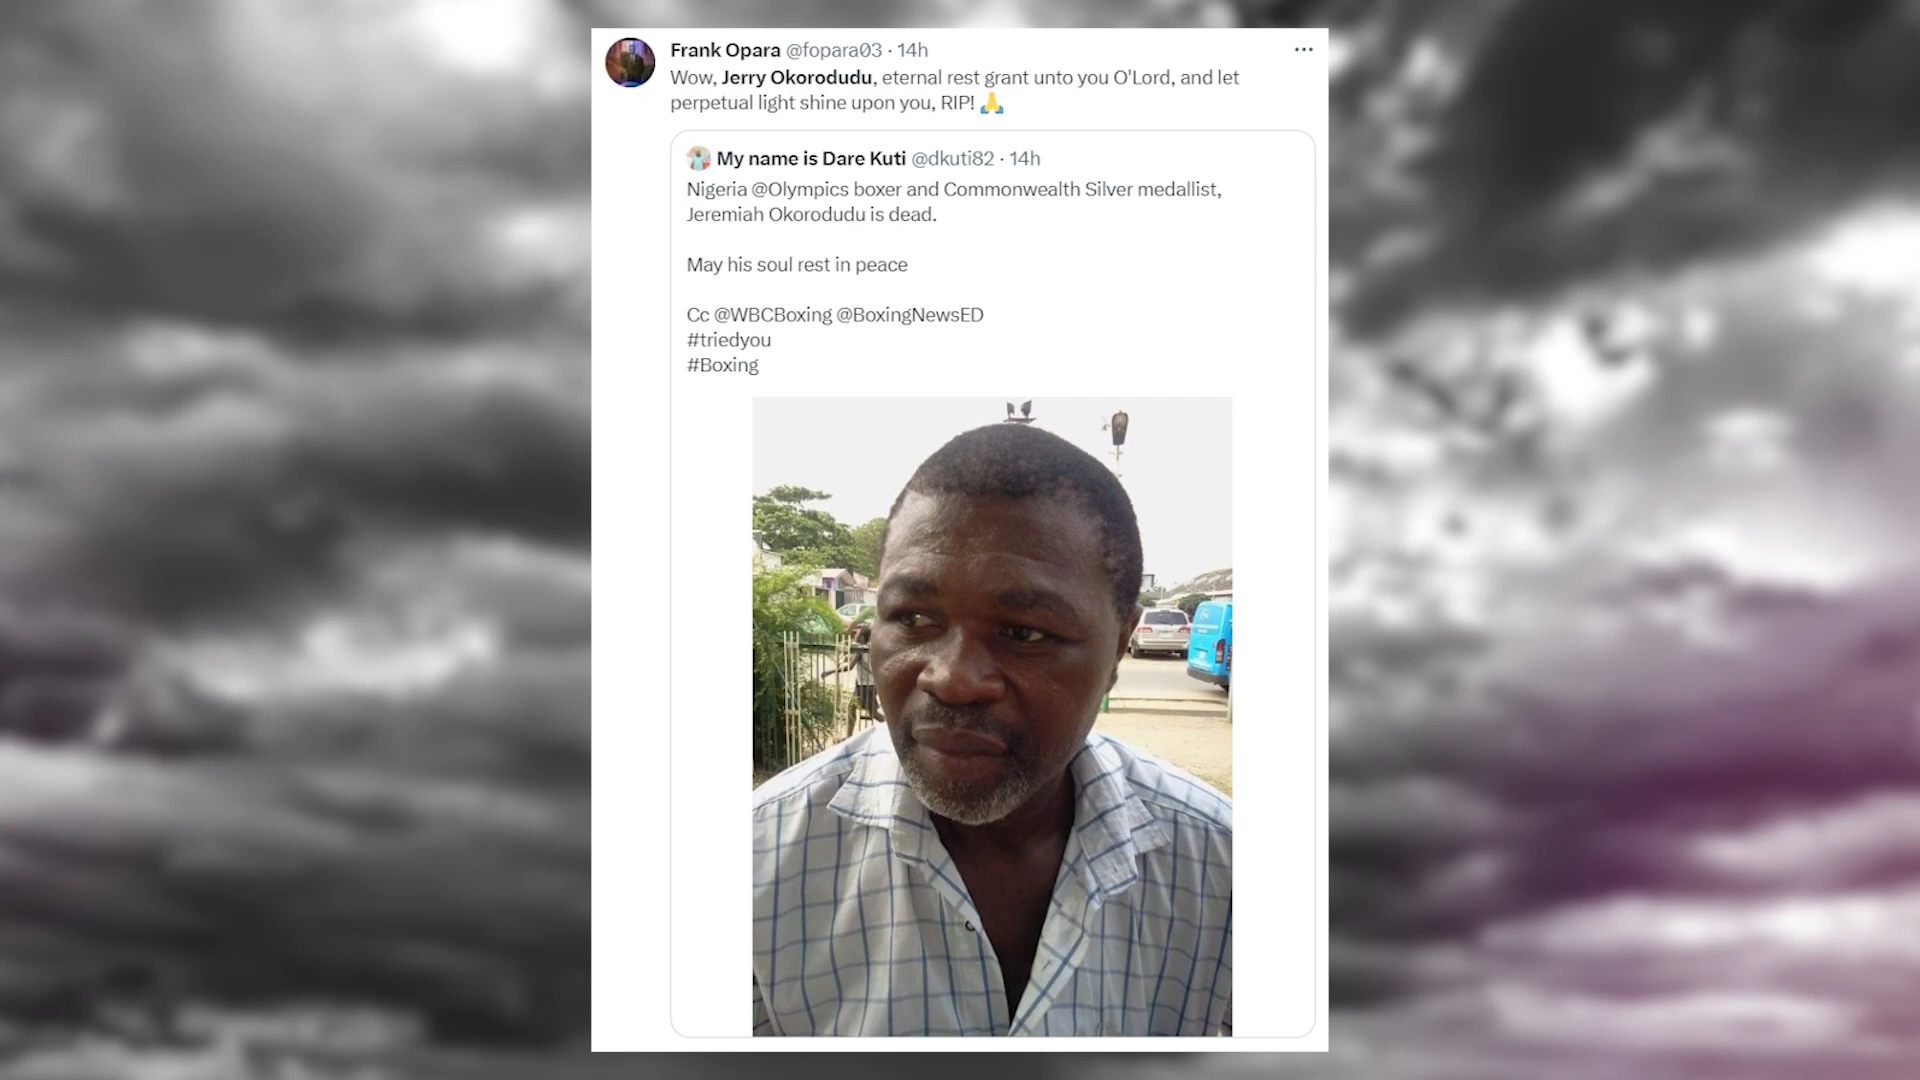 Frank Opara @fopara03 · 14h
Wow, Jerry Okorodudu, eternal rest grant unto you O'Lord, and let
perpetual light shine upon you, RIP! 🙏
My name is Dare Kuti @dkuti82 · 14h
Nigeria @Olympics boxer and Commonwealth Silver medallist,
Jeremiah Okorodudu is dead.
May his soul rest in peace
Cc @WBCBoxing @BoxingNewsED
#triedyou
#Boxing